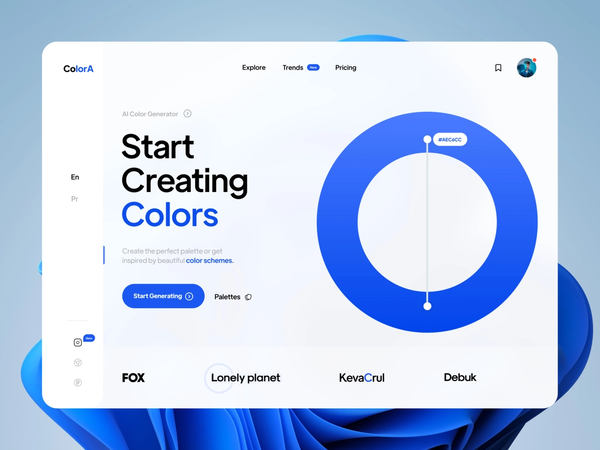 ColorA
Explore
Trends
New
Pricing
AI Color Generator
Start
Creating
Colors
En
Pr
Create the perfect palette or get
inspired by beautiful color schemes.
Start Generating
Palettes
#AEC6CC
New
FOX
Lonely planet
KevaCrul
Debuk